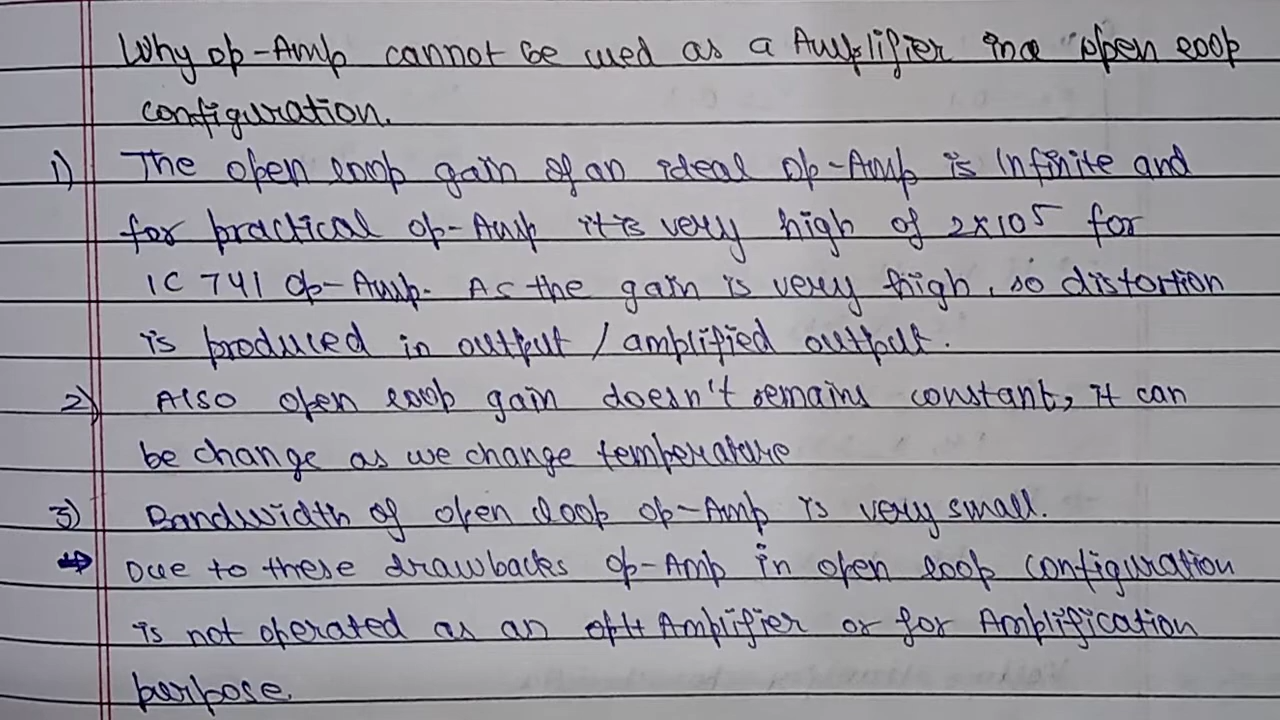 Why op-Amp cannot be used as a Amplifier in a open loop
configuration.
1) The open loop gain of an ideal Op-Amp is Infinite and
for practical op-Amp it is very high of 2x105 for
IC 741 Op-Amp. As the gain is very high, so distortion
is produced in output / amplified output.
2) Also open loop gain doesn't remains constant, it can
be change as we change temperature
3) Bandwidth of open loop op-Amp is very small.
⇒ Due to these drawbacks op-Amp in open loop configuration
is not operated as an Amplifier or for Amplification
purpose.